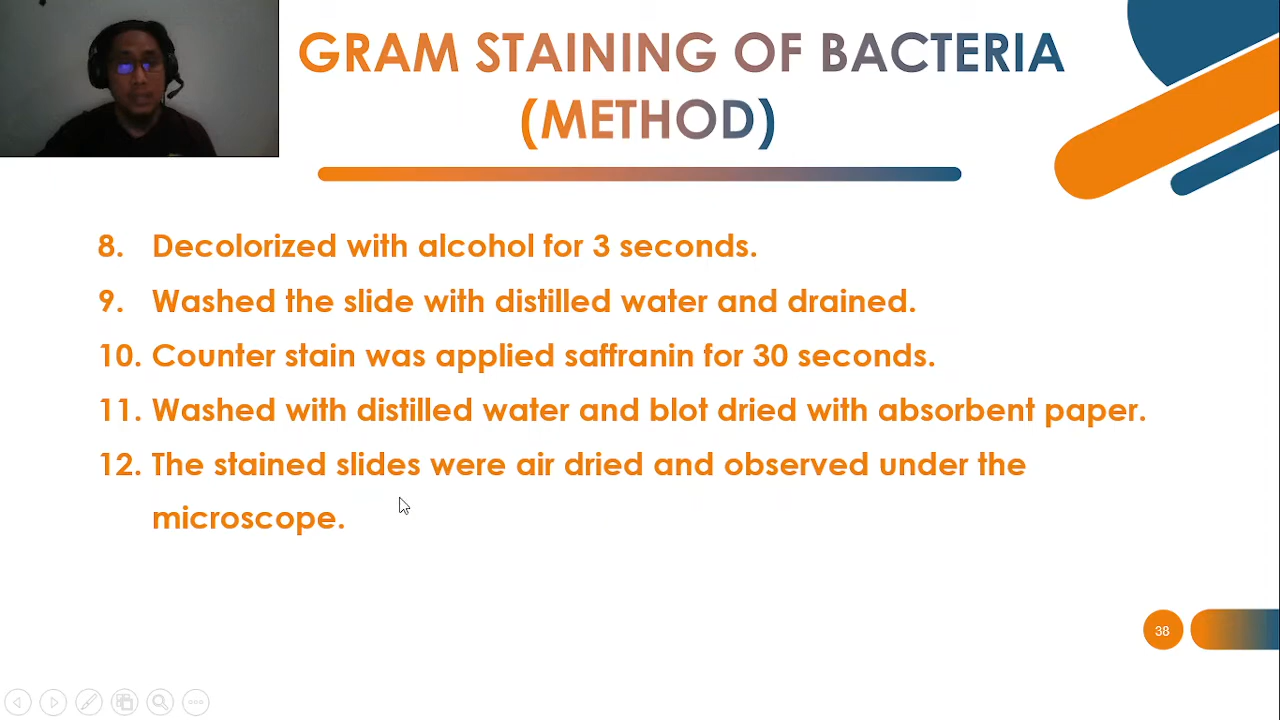 GRAM STAINING OF BACTERIA
(METHOD)
8. Decolorized with alcohol for 3 seconds.
9. Washed the slide with distilled water and drained.
10. Counter stain was applied saffranin for 30 seconds.
11. Washed with distilled water and blot dried with absorbent paper.
12. The stained slides were air dried and observed under the
microscope.
38